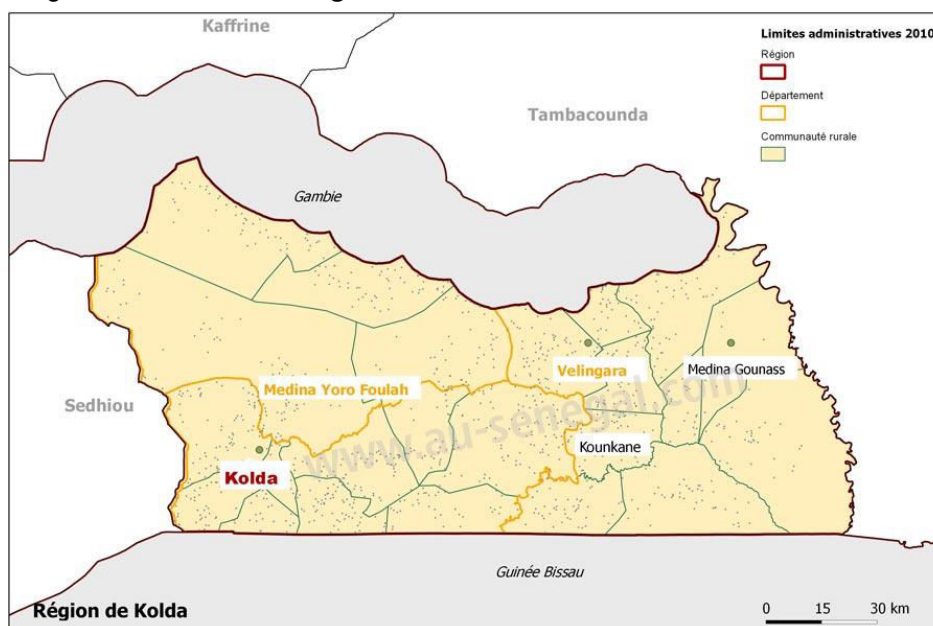 Kaffrine
Limites administratives 2010
Région
Département
Communauté rurale
Tambacounda
Gambie
Velingara
Medina Gounass
Medina Yoro Foulah
Sedhiou
www.au-senegal.com
Kounkane
Kolda
Guinée Bissau
Région de Kolda
0 15 30 km